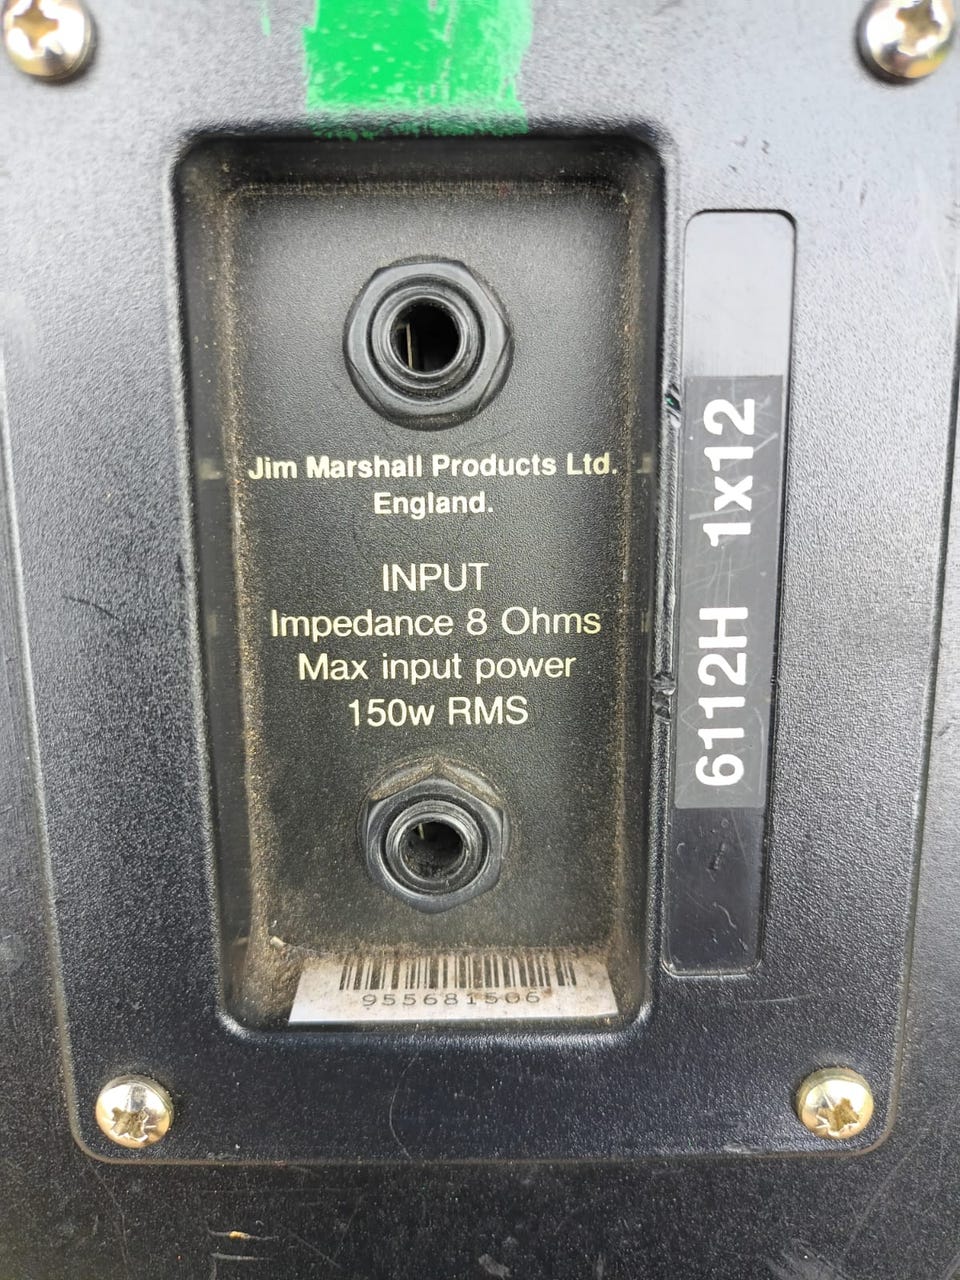 Jim Marshall Products Ltd.
England.
INPUT
Impedance 8 Ohms
Max input power
150w RMS
955681506
6112H 1x12